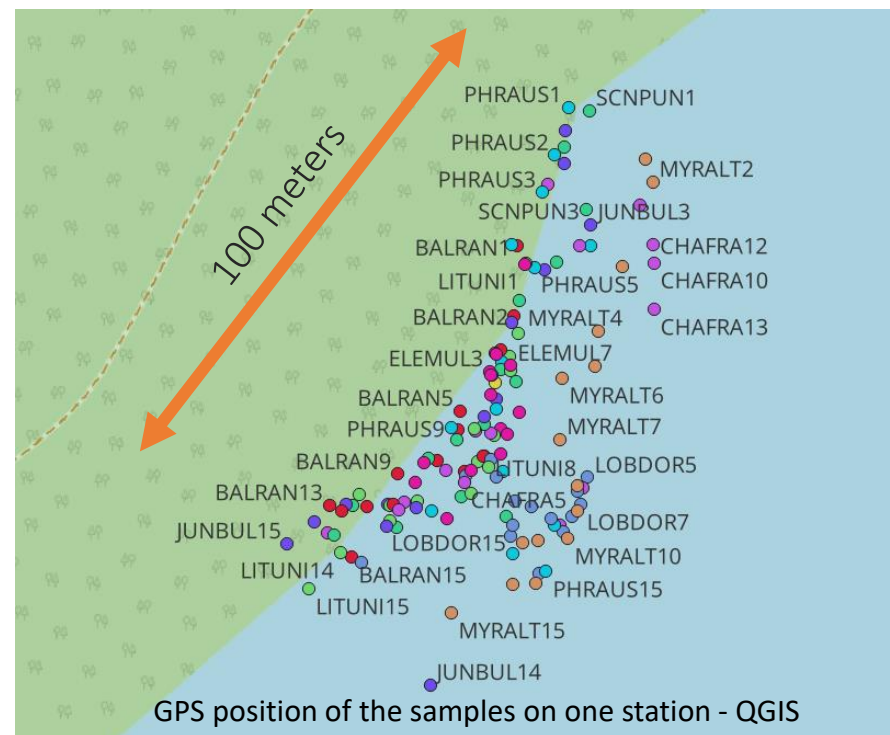 PHRAUS1
SCNPUN1
PHRAUS2
MYRALT2
PHRAUS3
SCNPUN3
JUNBUL3
100 meters
BALRAN1
CHAFRA12
LITUNI1
PHRAUS5
CHAFRA10
BALRAN2
MYRALT4
CHAFRA13
ELEMUL3
ELEMUL7
BALRAN5
MYRALT6
PHRAUS9
MYRALT7
BALRAN9
LITUNI8
LOBDOR5
BALRAN13
CHAFRA5
LOBDOR7
JUNBUL15
LOBDOR15
MYRALT10
LITUNI14
BALRAN15
PHRAUS15
LITUNI15
MYRALT15
JUNBUL14
GPS position of the samples on one station - QGIS